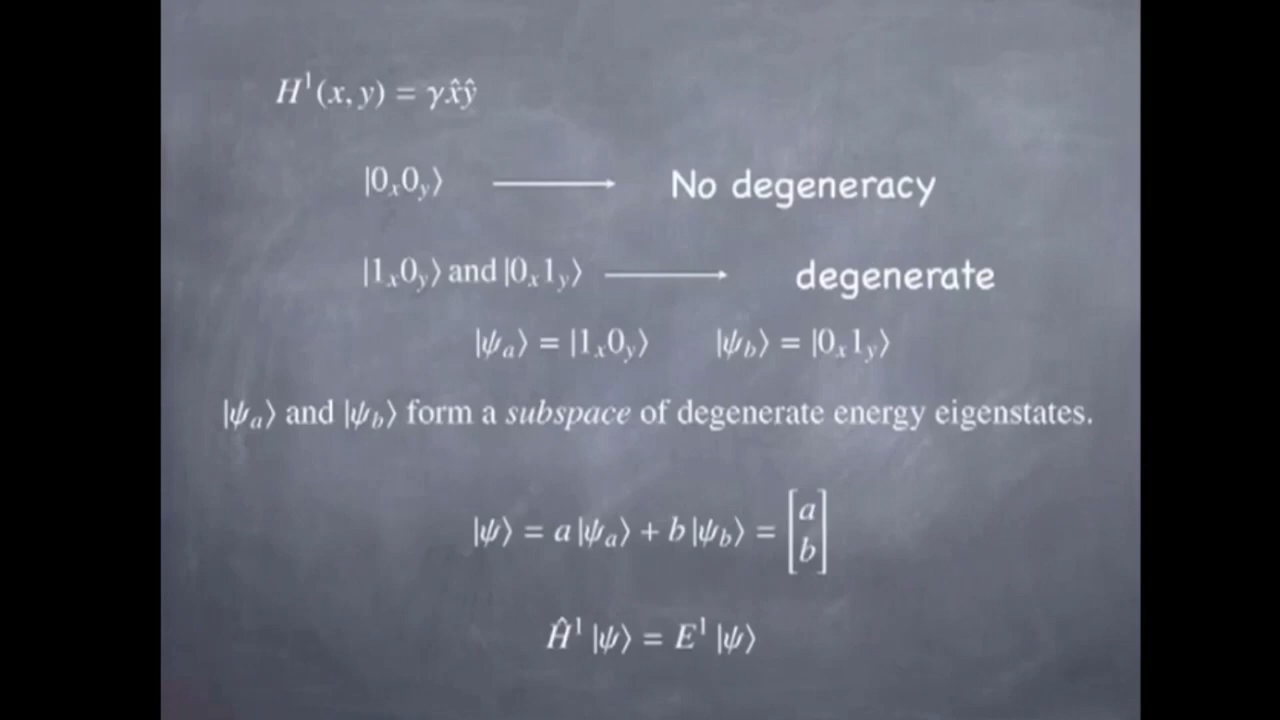 H¹(x, y) = γx̂ŷ
|0ₓ0ᵧ⟩ ⟶ No degeneracy
|1ₓ0ᵧ⟩ and |0ₓ1ᵧ⟩ ⟶ degenerate
|ψₐ⟩ = |1ₓ0ᵧ⟩ |ψ_b⟩ = |0ₓ1ᵧ⟩
|ψₐ⟩ and |ψ_b⟩ form a subspace of degenerate energy eigenstates.
|ψ⟩ = a |ψₐ⟩ + b |ψ_b⟩ = [a b]
Ĥ¹ |ψ⟩ = E¹ |ψ⟩